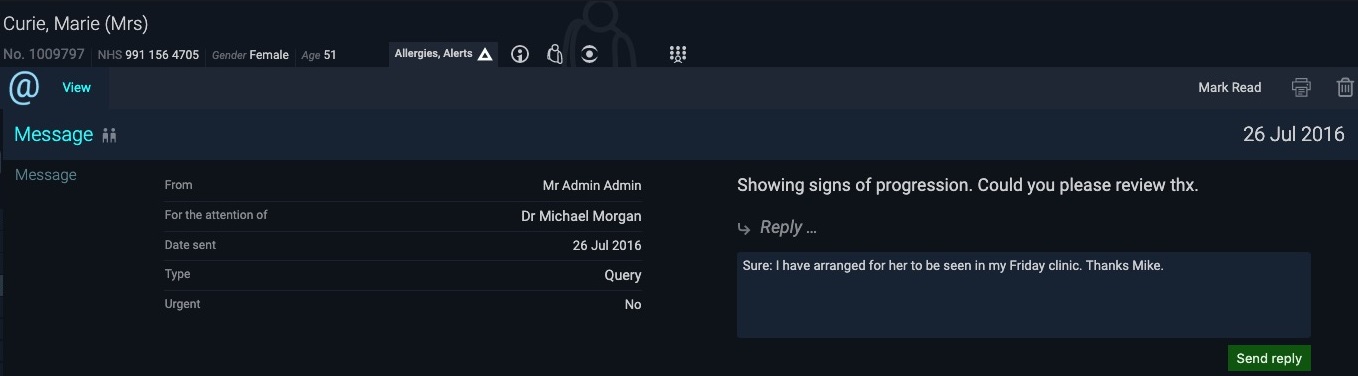 Curie, Marie (Mrs)
No. 1009797 NHS 991 156 4705 Gender Female Age 51 Allergies, Alerts
@ View Mark Read
Message 26 Jul 2016
Message
From Mr Admin Admin
For the attention of Dr Michael Morgan
Date sent 26 Jul 2016
Type Query
Urgent No
Showing signs of progression. Could you please review thx.
Reply ...
Sure: I have arranged for her to be seen in my Friday clinic. Thanks Mike.
Send reply